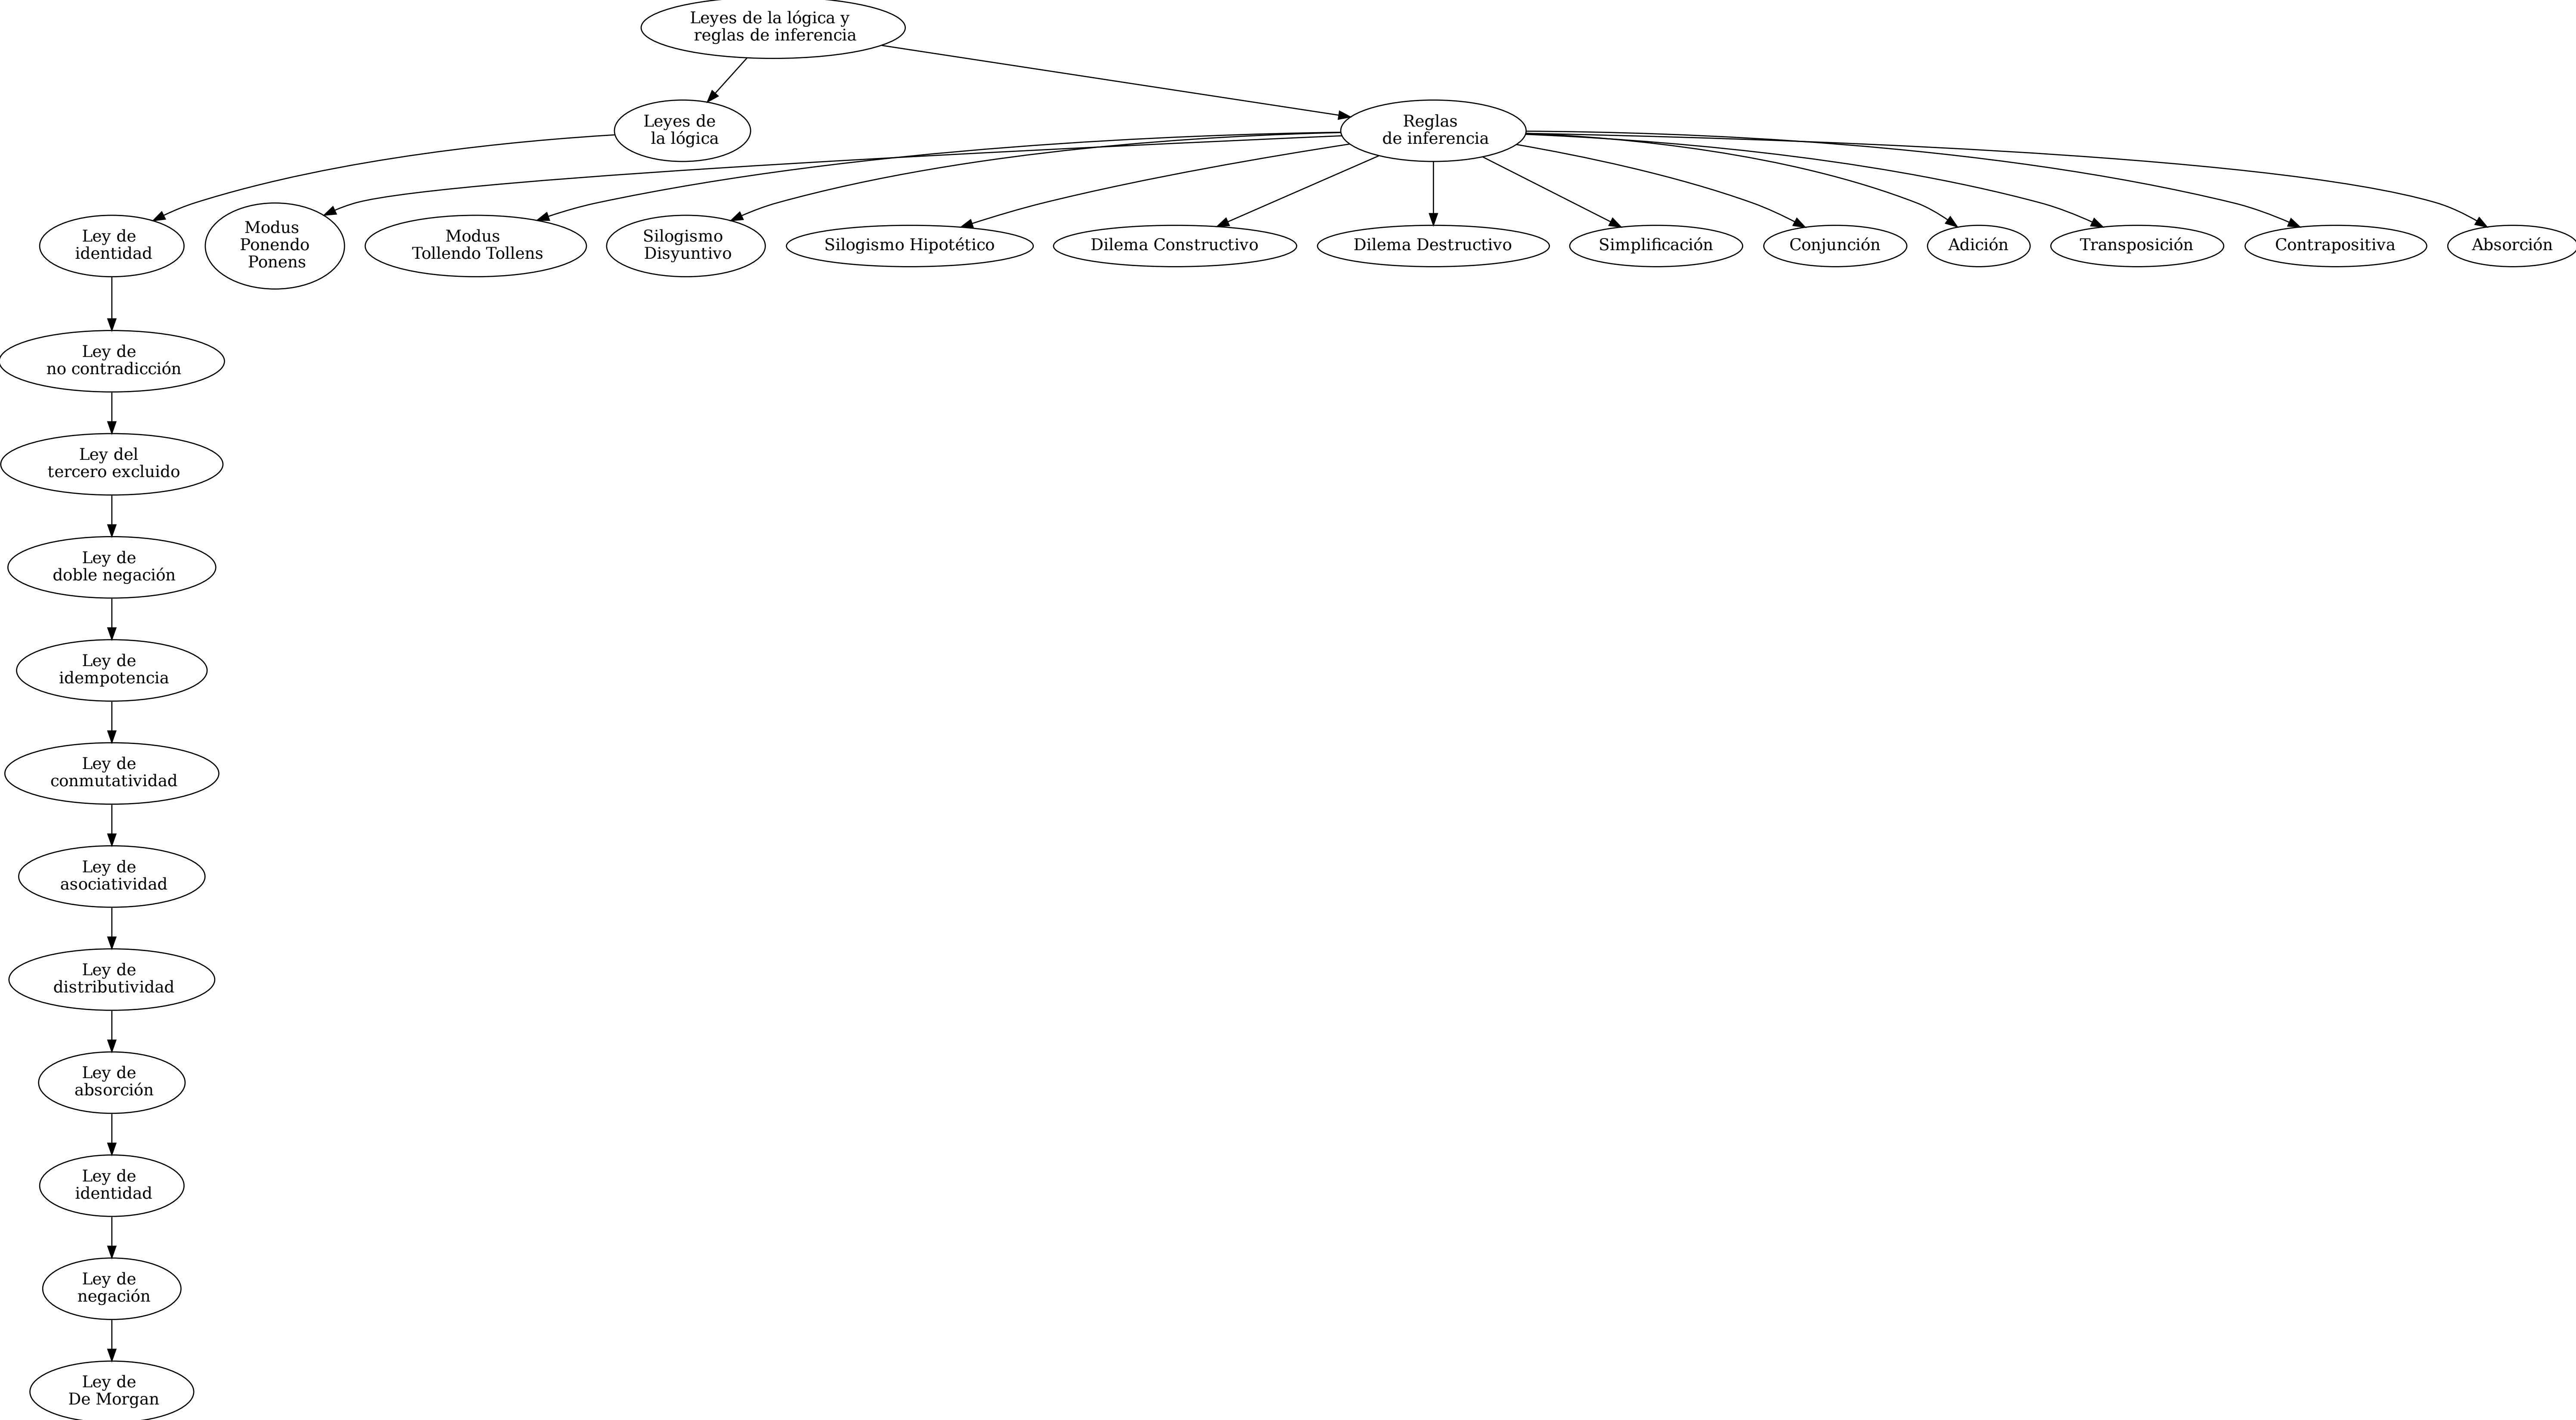 Leyes de la lógica y
reglas de inferencia
Leyes de
la lógica
Reglas
de inferencia
Ley de
identidad
Modus
Ponendo
Ponens
Modus
Tollendo Tollens
Silogismo
Disyuntivo
Silogismo Hipotético
Dilema Constructivo
Dilema Destructivo
Simplificación
Conjunción
Adición
Transposición
Contrapositiva
Absorción
Ley de
no contradicción
Ley del
tercero excluido
Ley de
doble negación
Ley de
idempotencia
Ley de
conmutatividad
Ley de
asociatividad
Ley de
distributividad
Ley de
absorción
Ley de
identidad
Ley de
negación
Ley de
De Morgan